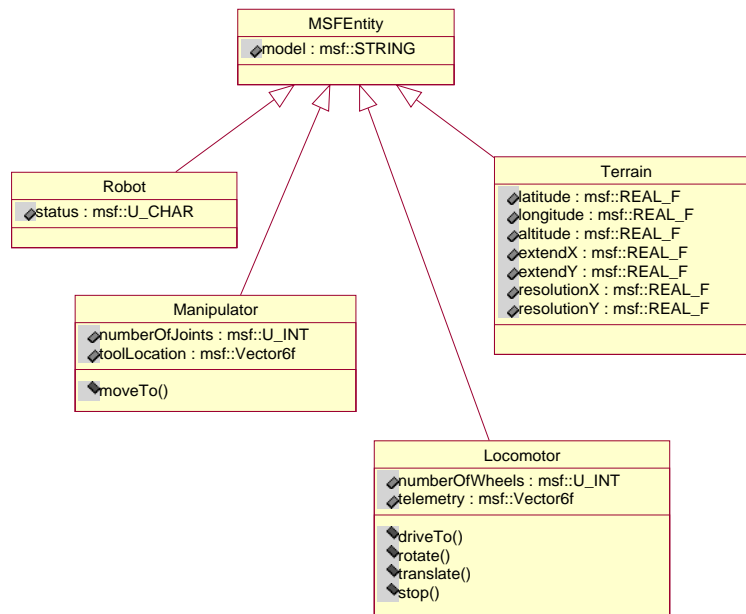 MSFEntity
model : msf::STRING
Robot
status : msf::U_CHAR
Terrain
latitude : msf::REAL_F
longitude : msf::REAL_F
altitude : msf::REAL_F
extendX : msf::REAL_F
extendY : msf::REAL_F
resolutionX : msf::REAL_F
resolutionY : msf::REAL_F
Manipulator
numberOfJoints : msf::U_INT
toolLocation : msf::Vector6f
moveTo()
Locomotor
numberOfWheels : msf::U_INT
telemetry : msf::Vector6f
driveTo()
rotate()
translate()
stop()